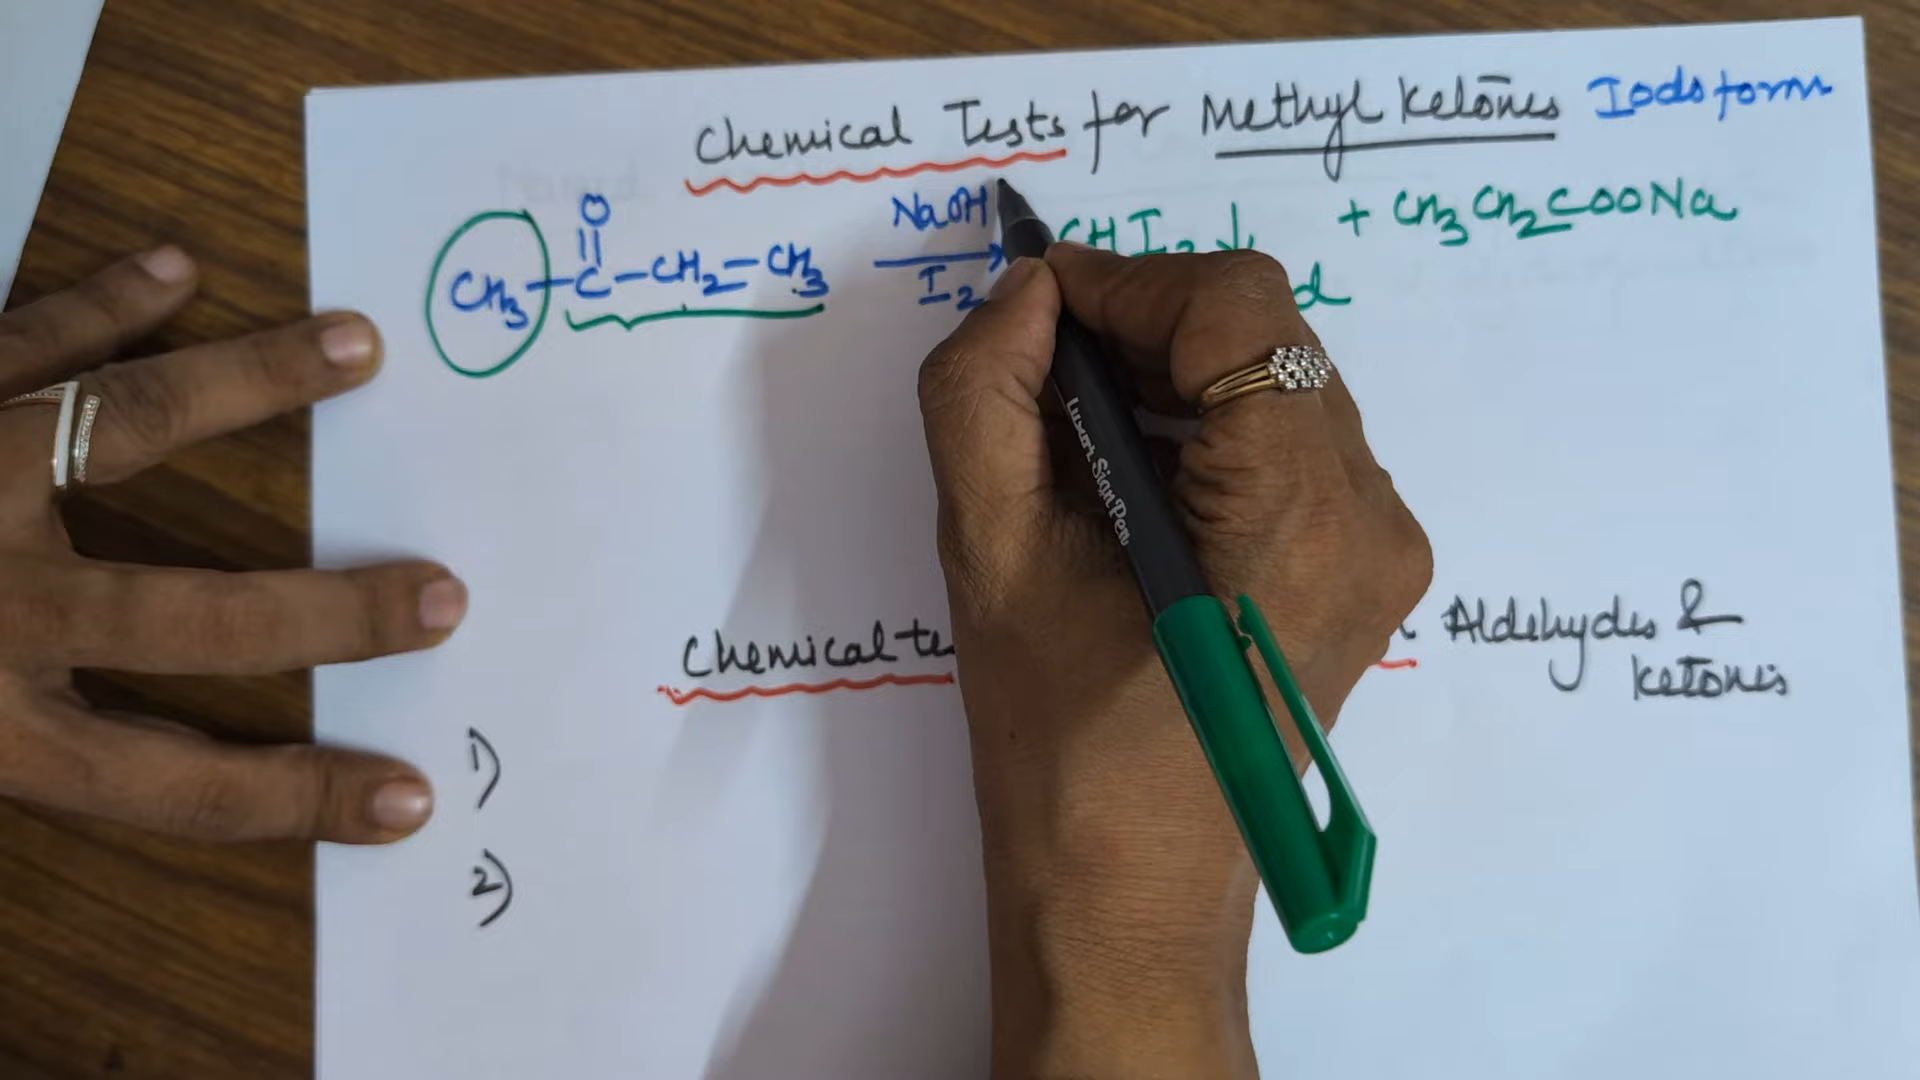 Chemical Tests for Methyl Ketones Iodoform
O
CH3-C-CH2-CH3 NaOH I2 CHI3 ↓ + CH3CH2COONa
Luxor SignPen
Chemical Aldehydes &
Ketones
1)
2)